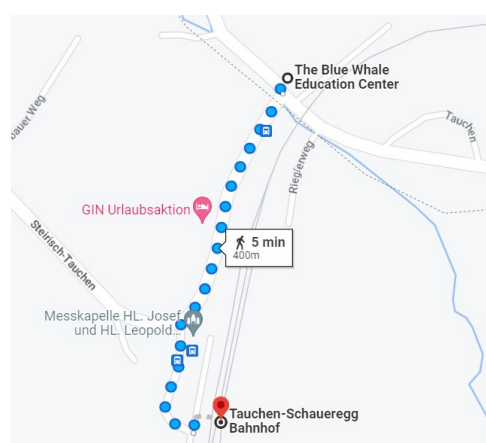 The Blue Whale
Education Center
bauer Weg
Tauchen
Rieglerweg
GIN Urlaubsaktion
Steirisch-Tauchen
5 min
400m
Messkapelle HL. Josef
und HL. Leopold...
Tauchen-Schaueregg
Bahnhof